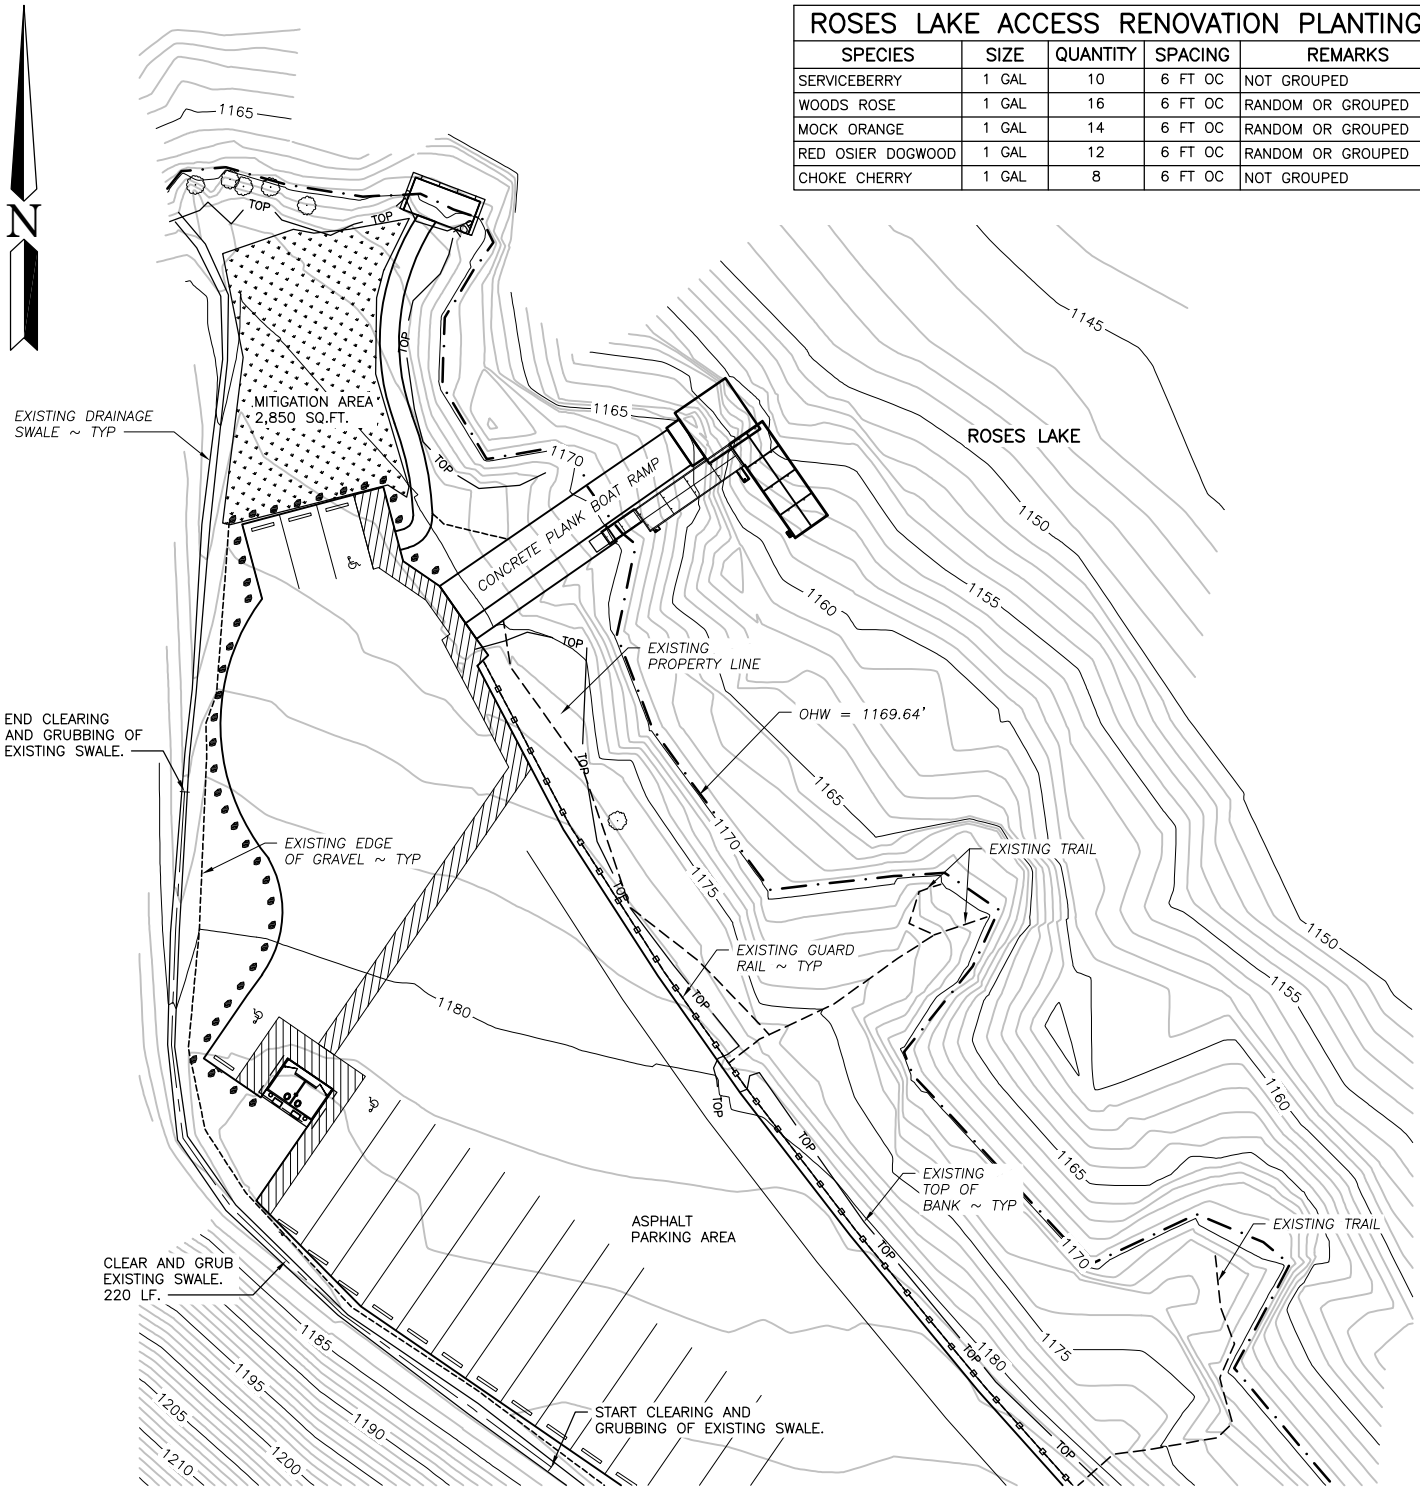 ROSES LAKE ACCESS RENOVATION PLANTING
SPECIES SIZE QUANTITY SPACING REMARKS
SERVICEBERRY 1 GAL 10 6 FT OC NOT GROUPED
WOODS ROSE 1 GAL 16 6 FT OC RANDOM OR GROUPED
MOCK ORANGE 1 GAL 14 6 FT OC RANDOM OR GROUPED
RED OSIER DOGWOOD 1 GAL 12 6 FT OC RANDOM OR GROUPED
CHOKE CHERRY 1 GAL 8 6 FT OC NOT GROUPED
1165
N
TOP
TOP
TOP
TOP
1145
MITIGATION AREA
2,850 SQ.FT.
EXISTING DRAINAGE
SWALE ~ TYP
1165
ROSES LAKE
TOP
1170
CONCRETE PLANK BOAT RAMP
1150
1155
1160
TOP
EXISTING
PROPERTY LINE
OHW = 1169.64'
END CLEARING
AND GRUBBING OF
EXISTING SWALE.
TOP
1165
1170
EXISTING EDGE
OF GRAVEL ~ TYP
EXISTING TRAIL
1175
TOP
EXISTING GUARD
RAIL ~ TYP
1150
1155
1180
TOP
1160
TOP
TOP
1165
EXISTING
TOP OF
BANK ~ TYP
ASPHALT
PARKING AREA
EXISTING TRAIL
1170
TOP
CLEAR AND GRUB
EXISTING SWALE.
220 LF.
1185
1175
TOP
1180
1195
1190
1205
1200
1210
START CLEARING AND
GRUBBING OF EXISTING SWALE.
TOP